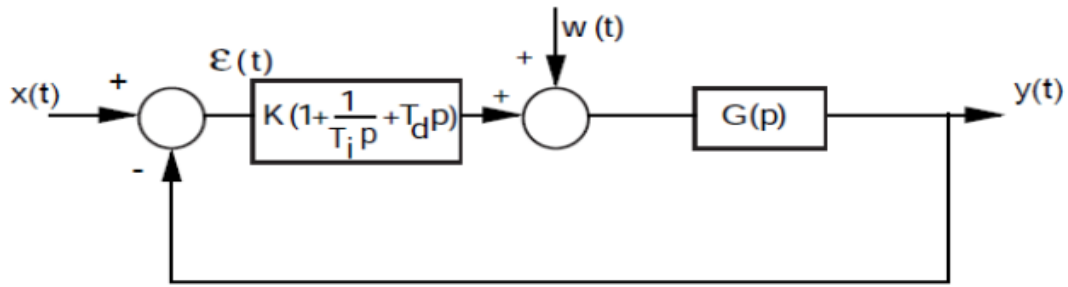 x(t)
+
-
ε(t)
K(1+1/(T_i p)+T_d p)
+
+
w (t)
G(p)
y(t)